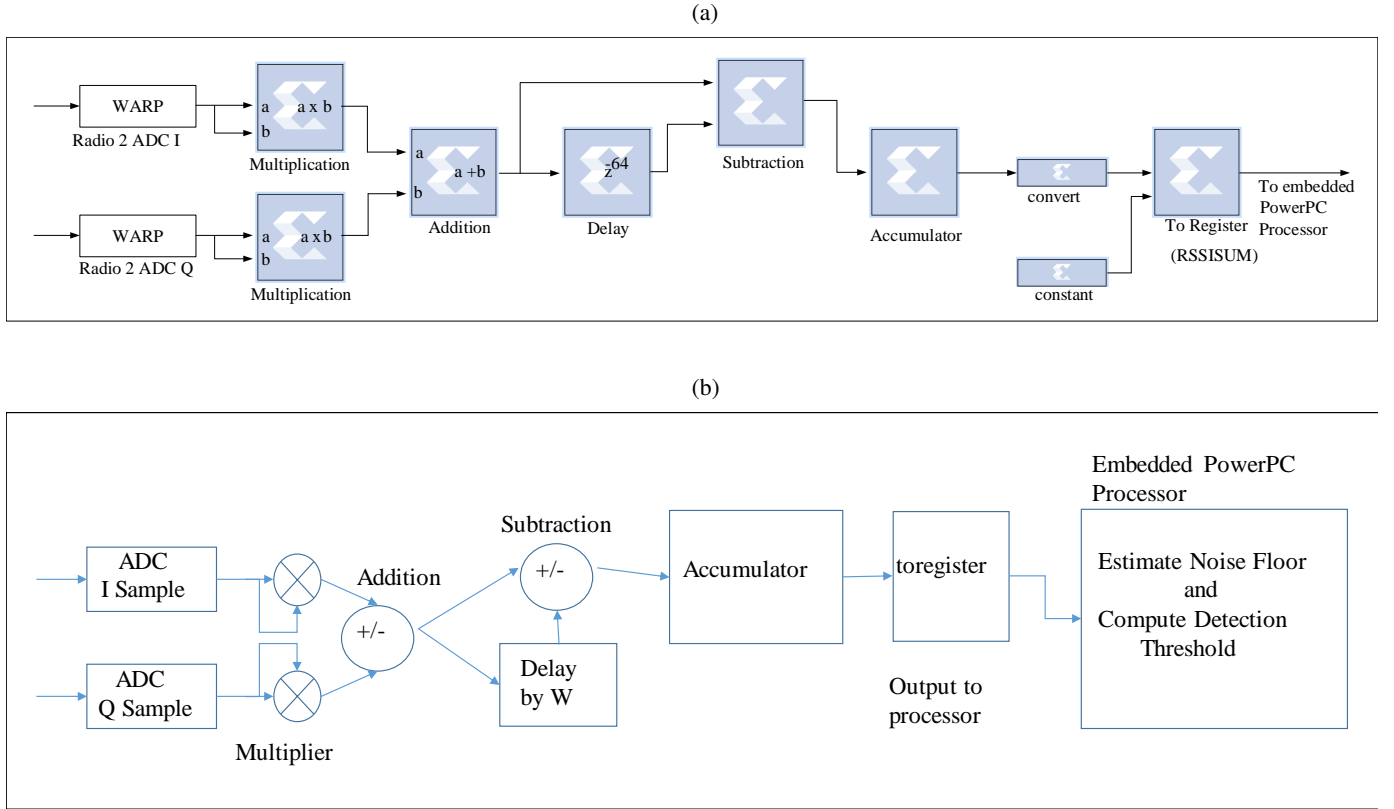 (a)
WARP
Radio 2 ADC I
a
b
a x b
Multiplication
WARP
Radio 2 ADC Q
a
b
a x b
Multiplication
a
b
a +b
Addition
z-64
Delay
Subtraction
Accumulator
convert
constant
To Register
(RSSISUM)
To embedded
PowerPC
Processor
(b)
ADC
I Sample
ADC
Q Sample
Multiplier
Addition
+/-
Subtraction
+/-
Delay
by W
Accumulator
toregister
Output to
processor
Embedded PowerPC
Processor
Estimate Noise Floor
and
Compute Detection
Threshold